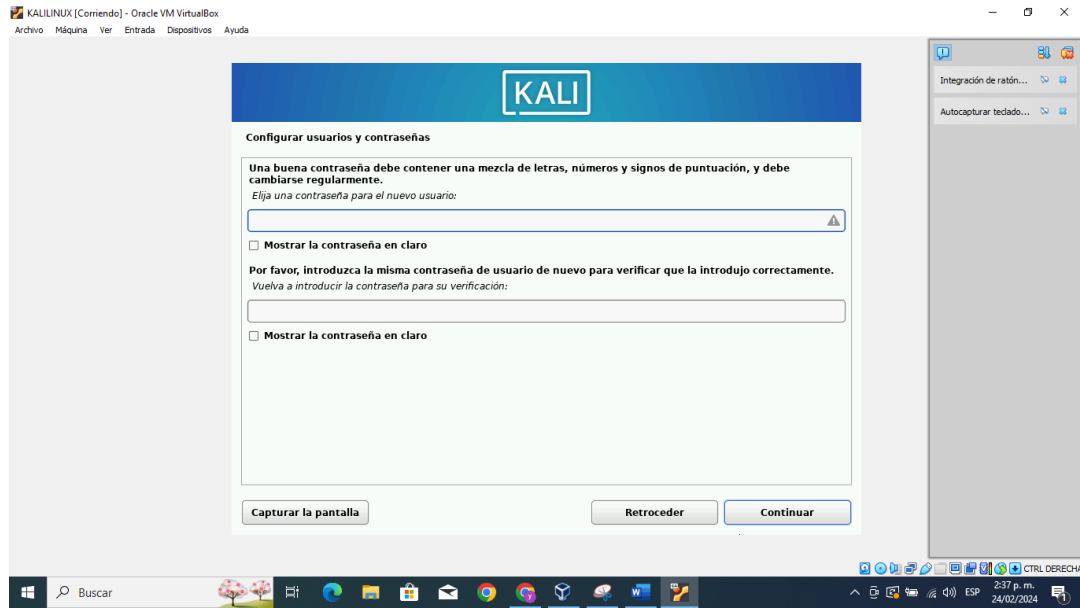 KALILINUX [Corriendo] - Oracle VM VirtualBox
Archivo Máquina Ver Entrada Dispositivos Ayuda
KALI
Integración de ratón...
Autocapturar teclado...
Configurar usuarios y contraseñas
Una buena contraseña debe contener una mezcla de letras, números y signos de puntuación, y debe
cambiarse regularmente.
Elija una contraseña para el nuevo usuario:
Mostrar la contraseña en claro
Por favor, introduzca la misma contraseña de usuario de nuevo para verificar que la introdujo correctamente.
Vuelva a introducir la contraseña para su verificación:
Mostrar la contraseña en claro
Capturar la pantalla
Retroceder
Continuar
CTRL DERECHA
Buscar
ESP
2:37 p. m.
24/02/2024